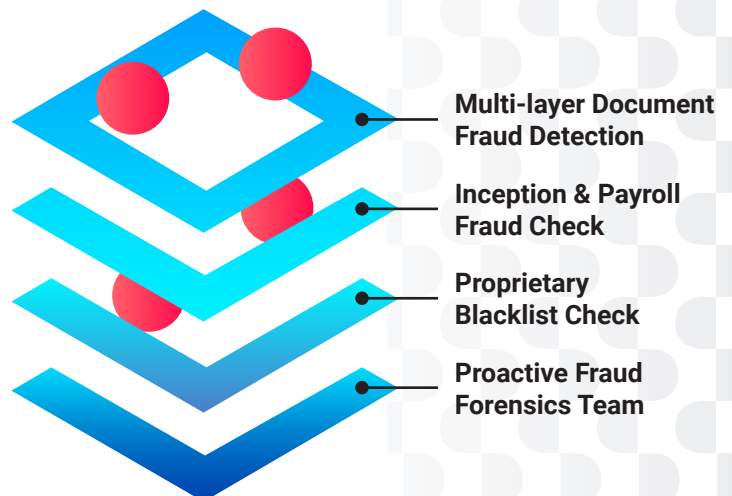 Multi-layer Document
Fraud Detection
Inception & Payroll
Fraud Check
Proprietary
Blacklist Check
Proactive Fraud
Forensics Team